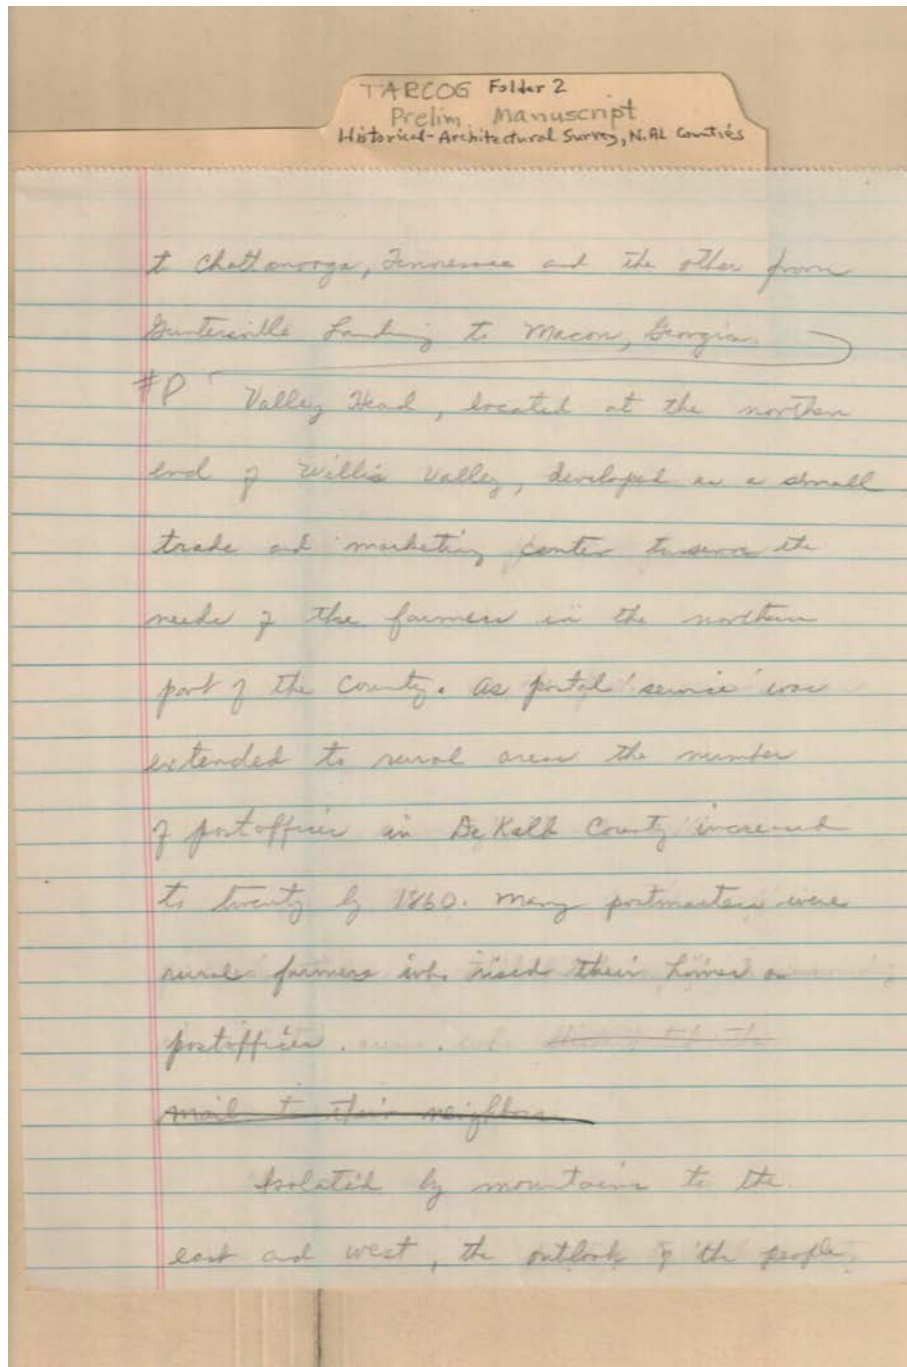 TARCOG Folder 2
Prelim. Manuscript
Historical-Architectural Survey, N. AL Counties
t Chattanooga, Tennessee and the other from
Guntersville Landing to Macon, Georgia.
#P Valley Head, located at the northern
end of Willis Valley, developed as a small
trade and marketing center to serve the
needs of the farmers in the northern
part of the County. As postal service was
extended to rural areas the number
of postoffices in DeKalb County increased
to twenty by 1860. Many postmasters were
rural farmers who used their homes as
postoffices.
mail to their neighbors.
Isolated by mountains to the
east and west, the outlook of the people